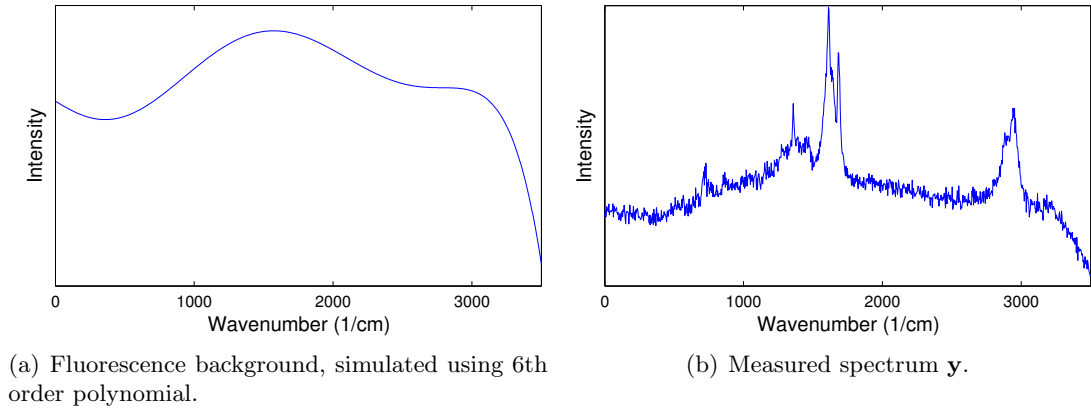 Intensity
0
1000
2000
3000
Wavenumber (1/cm)
(a) Fluorescence background, simulated using 6th
order polynomial.
Intensity
0
1000
2000
3000
Wavenumber (1/cm)
(b) Measured spectrum y.